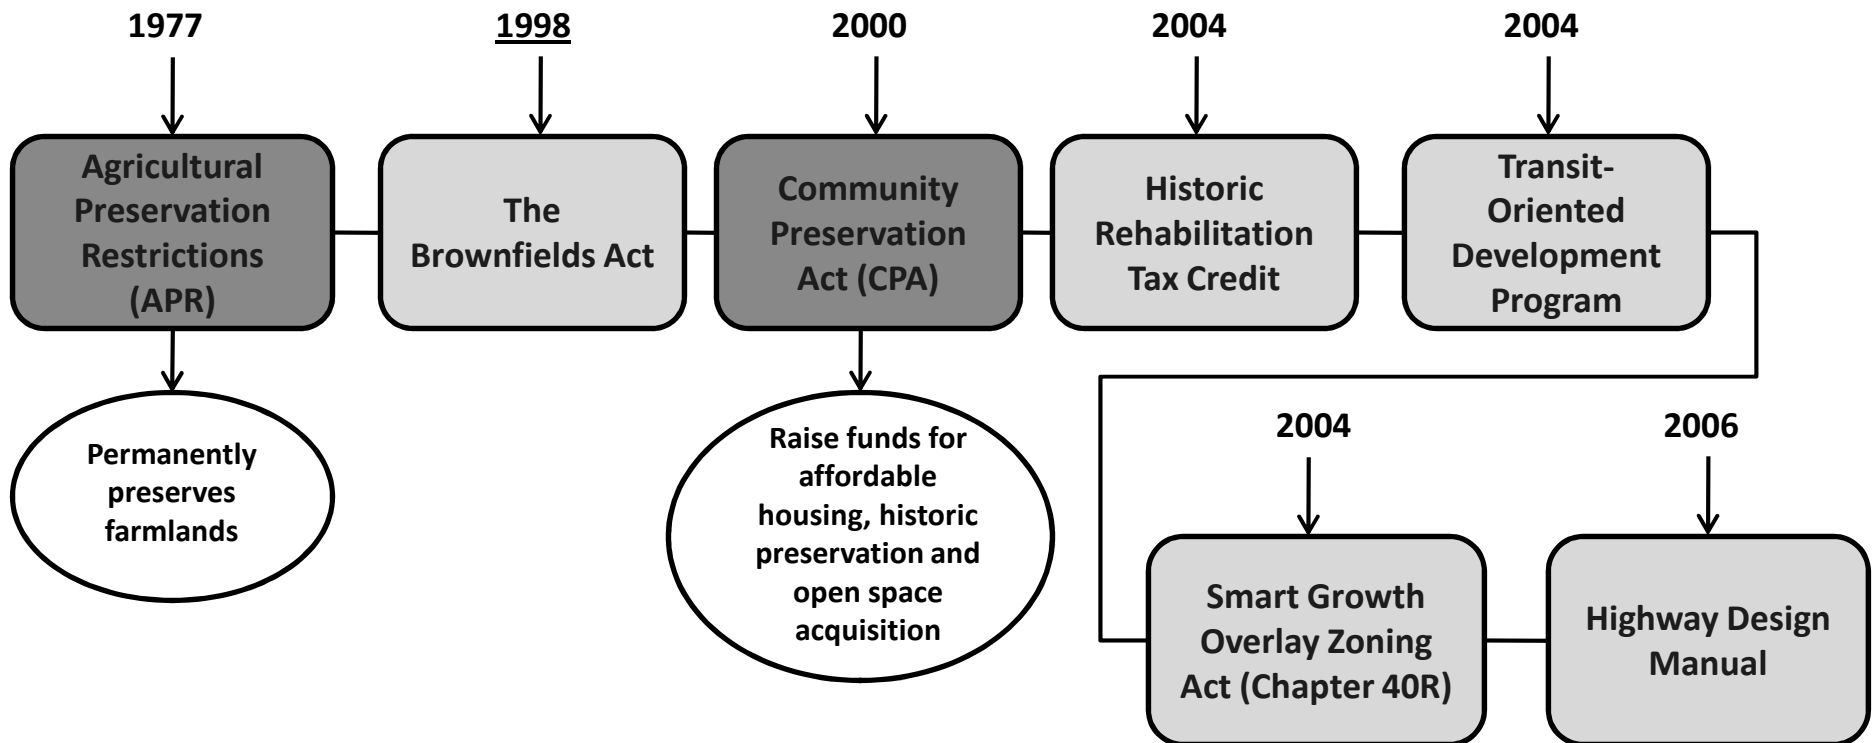 1977
1998
2000
2004
2004
Agricultural
Preservation
Restrictions
(APR)
The
Brownfields Act
Community
Preservation
Act (CPA)
Historic
Rehabilitation
Tax Credit
Transit-
Oriented
Development
Program
Permanently
preserves
farmlands
Raise funds for
affordable
housing, historic
preservation and
open space
acquisition
2004
2006
Smart Growth
Overlay Zoning
Act (Chapter 40R)
Highway Design
Manual